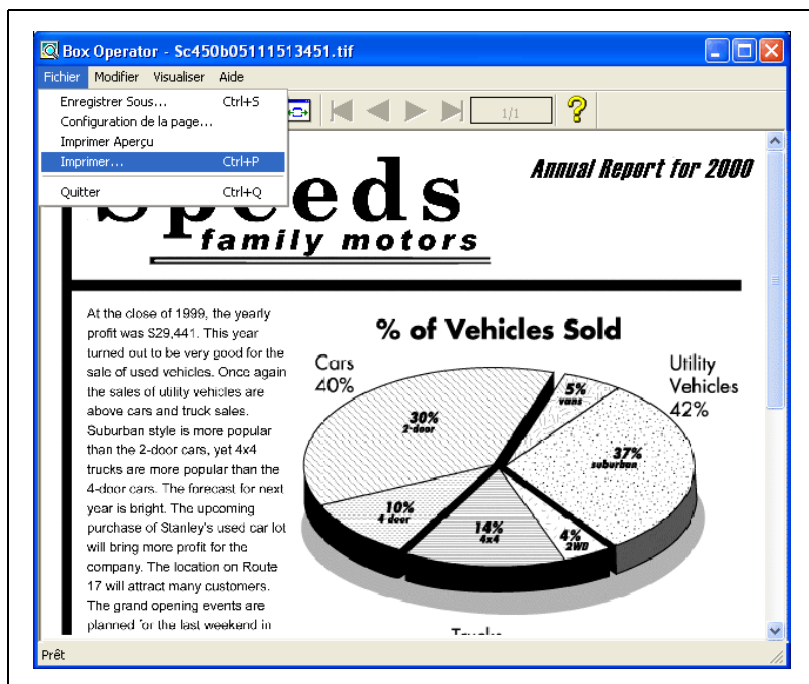 Box Operator - Sc450b05111513451.tif
Fichier Modifier Visualiser Aide
Enregistrer Sous... Ctrl+S
Configuration de la page...
Imprimer Aperçu
Imprimer... Ctrl+P
Quitter Ctrl+Q
1/1
Annual Report for 2000
Speeds
family motors
At the close of 1999, the yearly
profit was $29,441. This year
turned out to be very good for the
sale of used vehicles. Once again
the sales of utility vehicles are
above cars and truck sales.
Suburban style is more popular
than the 2-door cars, yet 4x4
trucks are more popular than the
4-door cars. The forecast for next
year is bright. The upcoming
purchase of Stanley's used car lot
will bring more profit for the
company. The location on Route
17 will attract many customers.
The grand opening events are
planned for the last weekend in
% of Vehicles Sold
Cars
40%
Utility
Vehicles
42%
5%
vans
30%
2-door
37%
suburban
10%
4 door
14%
4x4
4%
2WD
Trucks
Prêt